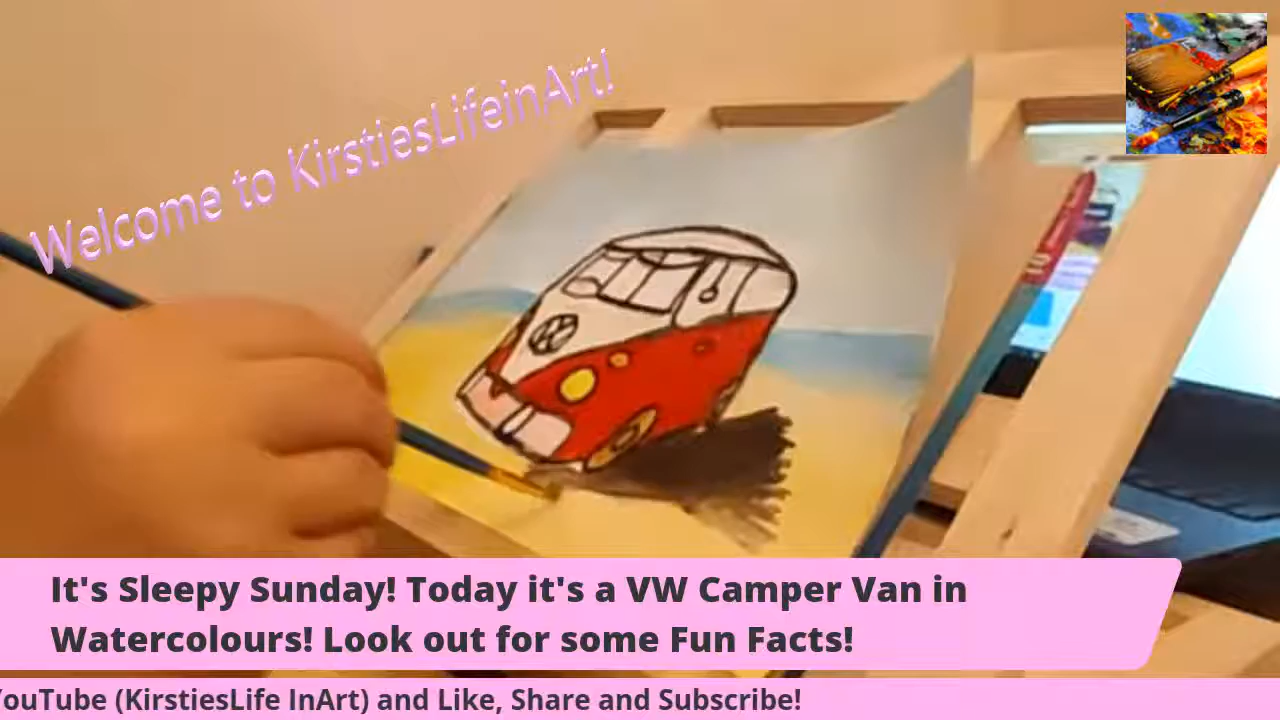 Welcome to KirstiesLifeinArt!
It's Sleepy Sunday! Today it's a VW Camper Van in
Watercolours! Look out for some Fun Facts!
YouTube (KirstiesLife InArt) and Like, Share and Subscribe!